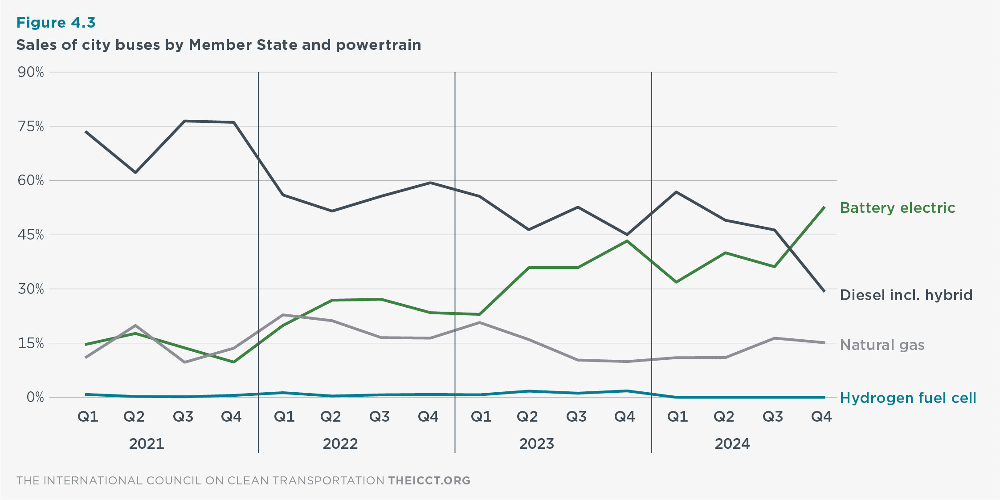 Figure 4.3
Sales of city buses by Member State and powertrain
90%
75%
60%
45%
30%
15%
0%
Battery electric
Diesel incl. hybrid
Natural gas
Hydrogen fuel cell
Q1 Q2 Q3 Q4 Q1 Q2 Q3 Q4 Q1 Q2 Q3 Q4 Q1 Q2 Q3 Q4
2021 2022 2023 2024
THE INTERNATIONAL COUNCIL ON CLEAN TRANSPORTATION THEICCT.ORG